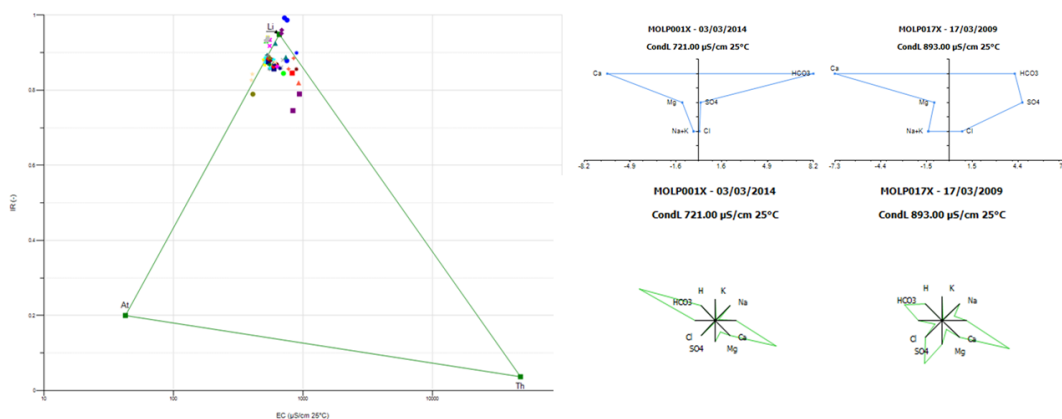 1
0.8
0.6
0.4
0.2
0
IR (-)
Li
At
Th
10
100
1000
10000
EC (µS/cm 25°C)
MOLP001X - 03/03/2014
CondL 721.00 µS/cm 25°C
Ca
HCO3
Mg
SO4
Na+K
Cl
-8.2
-4.9
-1.6
1.6
4.9
8.2
MOLP017X - 17/03/2009
CondL 893.00 µS/cm 25°C
Ca
HCO3
Mg
SO4
Na+K
Cl
-7.3
-4.4
-1.5
1.5
4.4
MOLP001X - 03/03/2014
CondL 721.00 µS/cm 25°C
H
K
HCO3
Na
Cl
Ca
SO4
Mg
MOLP017X - 17/03/2009
CondL 893.00 µS/cm 25°C
H
K
HCO3
Na
Cl
Ca
SO4
Mg